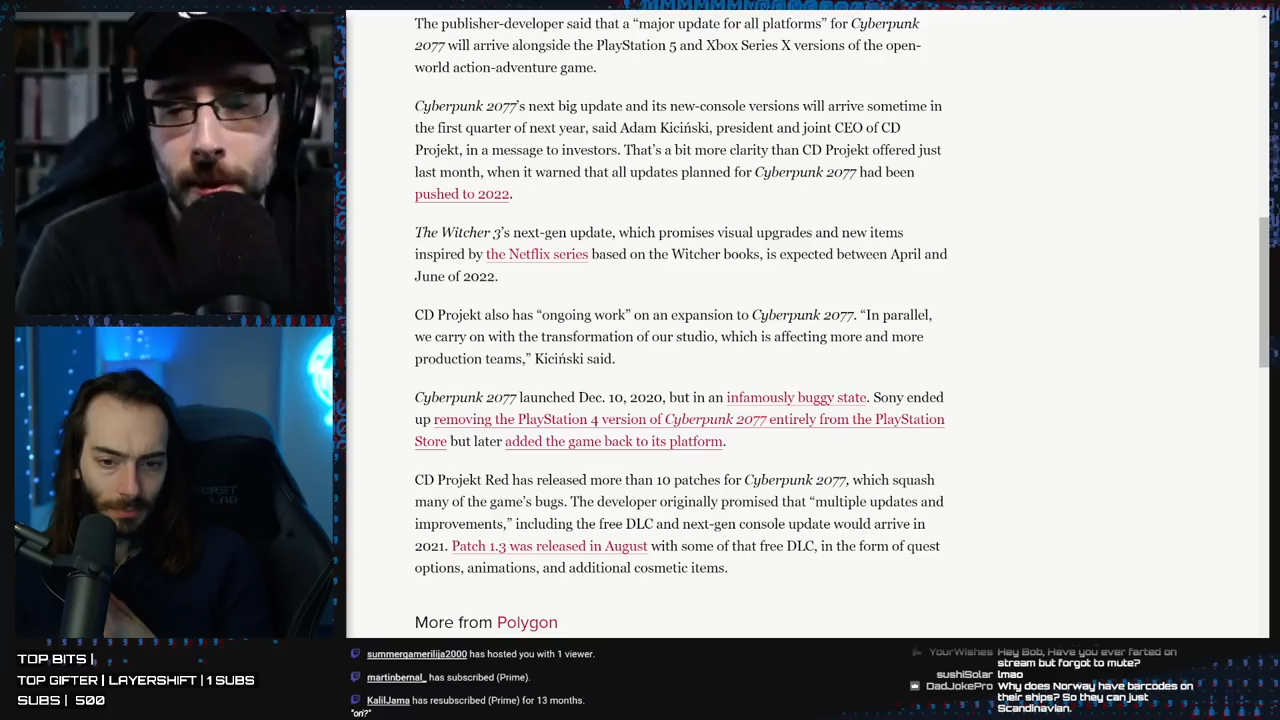 The publisher-developer said that a “major update for all platforms” for Cyberpunk
2077 will arrive alongside the PlayStation 5 and Xbox Series X versions of the open-
world action-adventure game.
Cyberpunk 2077’s next big update and its new-console versions will arrive sometime in
the first quarter of next year, said Adam Kiciński, president and joint CEO of CD
Projekt, in a message to investors. That’s a bit more clarity than CD Projekt offered just
last month, when it warned that all updates planned for Cyberpunk 2077 had been
pushed to 2022.
The Witcher 3’s next-gen update, which promises visual upgrades and new items
inspired by the Netflix series based on the Witcher books, is expected between April and
June of 2022.
CD Projekt also has “ongoing work” on an expansion to Cyberpunk 2077. “In parallel,
we carry on with the transformation of our studio, which is affecting more and more
production teams,” Kiciński said.
Cyberpunk 2077 launched Dec. 10, 2020, but in an infamously buggy state. Sony ended
up removing the PlayStation 4 version of Cyberpunk 2077 entirely from the PlayStation
Store but later added the game back to its platform.
CD Projekt Red has released more than 10 patches for Cyberpunk 2077, which squash
many of the game’s bugs. The developer originally promised that “multiple updates and
improvements,” including the free DLC and next-gen console update would arrive in
2021. Patch 1.3 was released in August with some of that free DLC, in the form of quest
options, animations, and additional cosmetic items.
More from Polygon
SECRET
LAB
TOP BITS |
TOP GIFTER | LAYERSHIFT | 1 SUBS
SUBS | 500
summergamerilija2000 has hosted you with 1 viewer.
martinbernal_ has subscribed (Prime).
KalilJama has resubscribed (Prime) for 13 months.
"ori?"
YourWishes Hey Bob, Have you ever farted on
stream but forgot to mute?
sushiSolar lmao
DadJokePro Why does Norway have barcodes on
their ships? So they can just
Scandinavian.